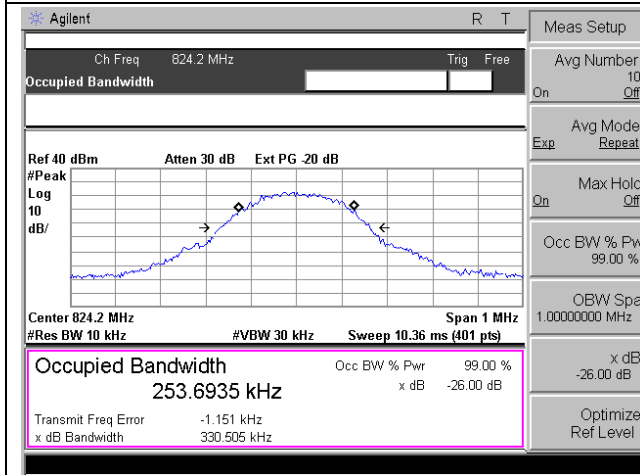 Agilent
R T
Ch Freq 824.2 MHz Trig Free
Occupied Bandwidth
Ref 40 dBm Atten 30 dB Ext PG -20 dB
#Peak
Log
10
dB/
Center 824.2 MHz Span 1 MHz
#Res BW 10 kHz #VBW 30 kHz Sweep 10.36 ms (401 pts)
Occupied Bandwidth
253.6935 kHz
Occ BW % Pwr 99.00 %
x dB -26.00 dB
Transmit Freq Error -1.151 kHz
x dB Bandwidth 330.505 kHz
Meas Setup
Avg Number
10
On Off
Avg Mode
Exp Repeat
Max Hold
On Off
Occ BW % Pw
99.00 %
OBW Spa
1.00000000 MHz
x dB
-26.00 dB
Optimize
Ref Level